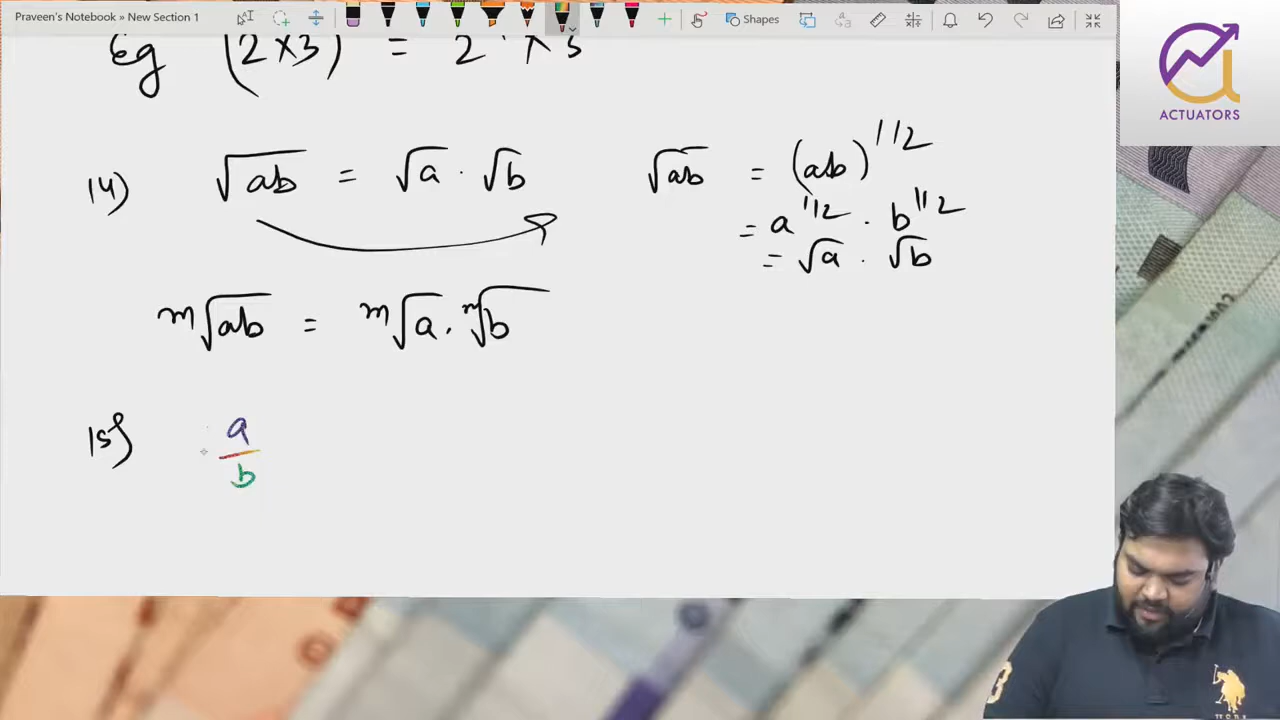 Praveen's Notebook » New Section 1
Shapes
ACTUATORS
Eg (2×3) = 2 × 3
14) √ab = √a · √b
√ab = (ab)^1/2
= a^1/2 · b^1/2
= √a · √b
m√ab = m√a · m√b
15) a
b